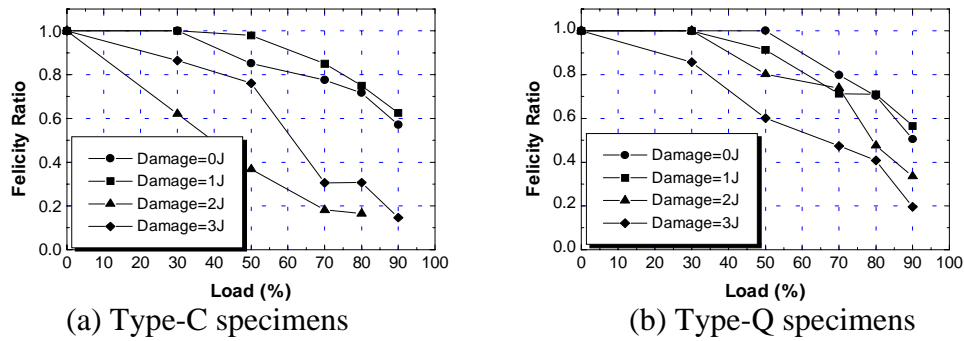 1.0
0.8
0.6
0.4
0.2
0.0
Felicity Ratio
Damage=0J
Damage=1J
Damage=2J
Damage=3J
0 10 20 30 40 50 60 70 80 90 100
Load (%)
(a) Type-C specimens
1.0
0.8
0.6
0.4
0.2
0.0
Felicity Ratio
Damage=0J
Damage=1J
Damage=2J
Damage=3J
0 10 20 30 40 50 60 70 80 90 100
Load (%)
(b) Type-Q specimens